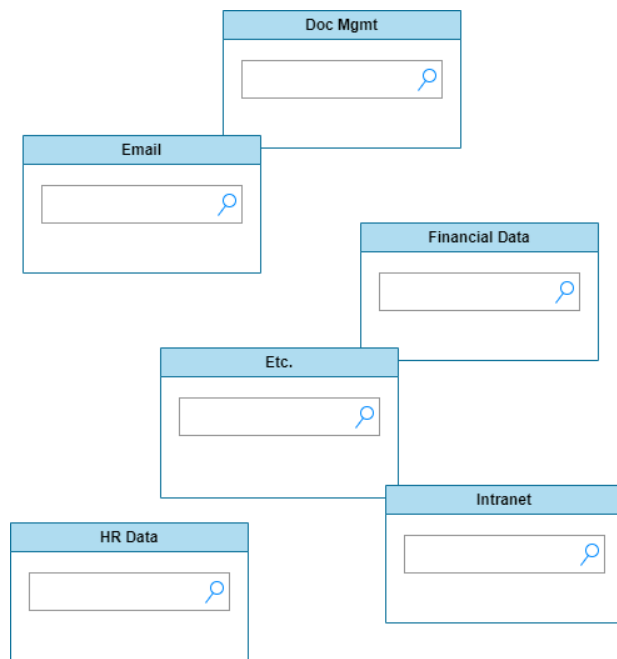 Doc Mgmt
Email
Financial Data
Etc.
Intranet
HR Data